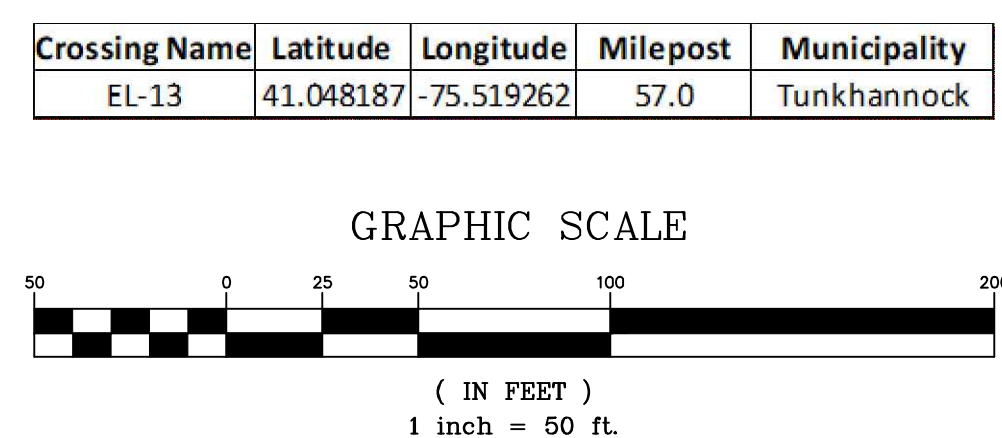 Crossing Name Latitude Longitude Milepost Municipality
EL-13 41.048187 -75.519262 57.0 Tunkhannock
GRAPHIC SCALE
50 0 25 50 100 200
( IN FEET )
1 inch = 50 ft.